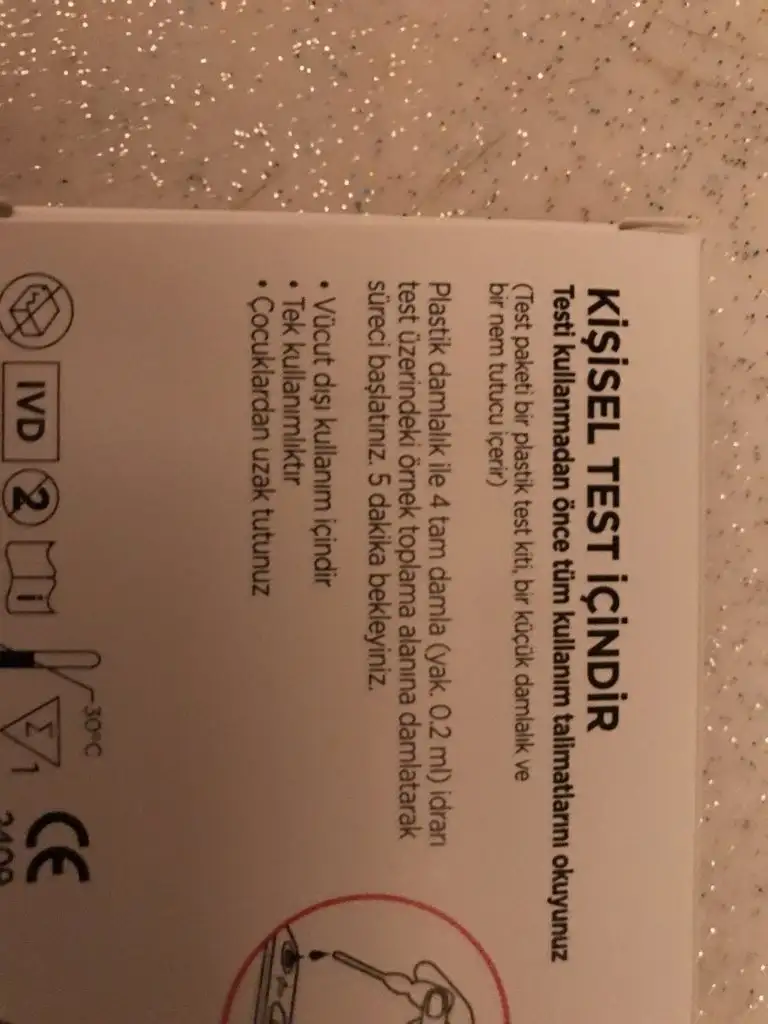 KİŞİSEL TEST İÇİNDİR
Testi kullanmadan önce tüm kullanım talimatlarını okuyunuz
(Test paketi bir plastik test kiti, bir küçük damlalık ve
bir nem tutucu içerir)
Plastik damlalık ile 4 tam damla (yak. 0.2 ml) idrarı
test üzerindeki örnek toplama alanına damlatarak
süreci başlatınız. 5 dakika bekleyiniz.
• Vücut dışı kullanım içindir
• Tek kullanımlıktır
• Çocuklardan uzak tutunuz
IVD 2 i 30°C Σ 1 CE